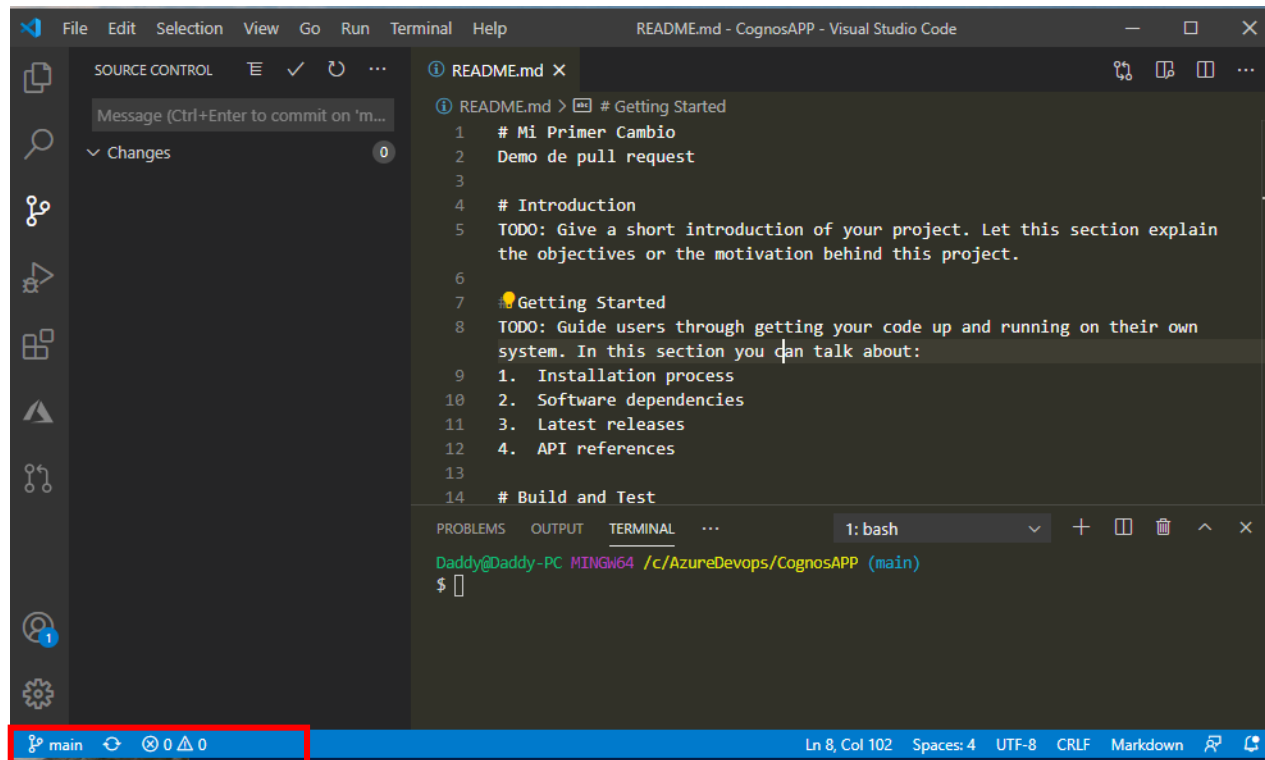 File Edit Selection View Go Run Terminal Help README.md - CognosAPP - Visual Studio Code
SOURCE CONTROL
Message (Ctrl+Enter to commit on 'm...
Changes 0
README.md
README.md > # Getting Started
1 # Mi Primer Cambio
2 Demo de pull request
3
4 # Introduction
5 TODO: Give a short introduction of your project. Let this section explain
the objectives or the motivation behind this project.
6
7 # Getting Started
8 TODO: Guide users through getting your code up and running on their own
system. In this section you can talk about:
9 1. Installation process
10 2. Software dependencies
11 3. Latest releases
12 4. API references
13
14 # Build and Test
PROBLEMS OUTPUT TERMINAL ··· 1: bash
Daddy@Daddy-PC MINGW64 /c/AzureDevops/CognosAPP (main)
$
1
main 0 0 Ln 8, Col 102 Spaces: 4 UTF-8 CRLF Markdown